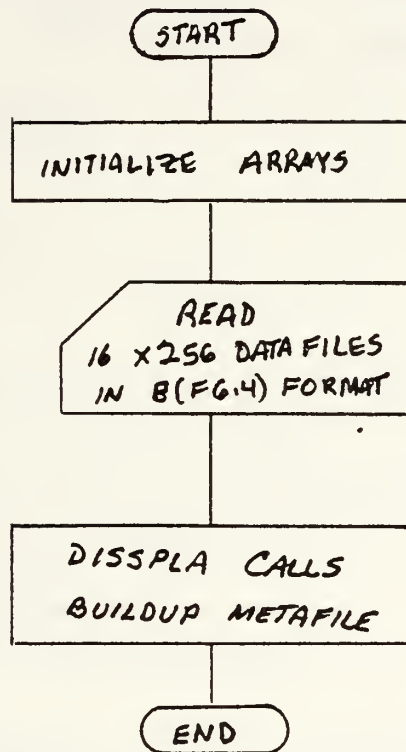 START
INITIALIZE ARRAYS
READ
16 x 256 DATA FILES
IN 8(F6.4) FORMAT
DISSPLA CALLS
BUILDUP METAFILE
END